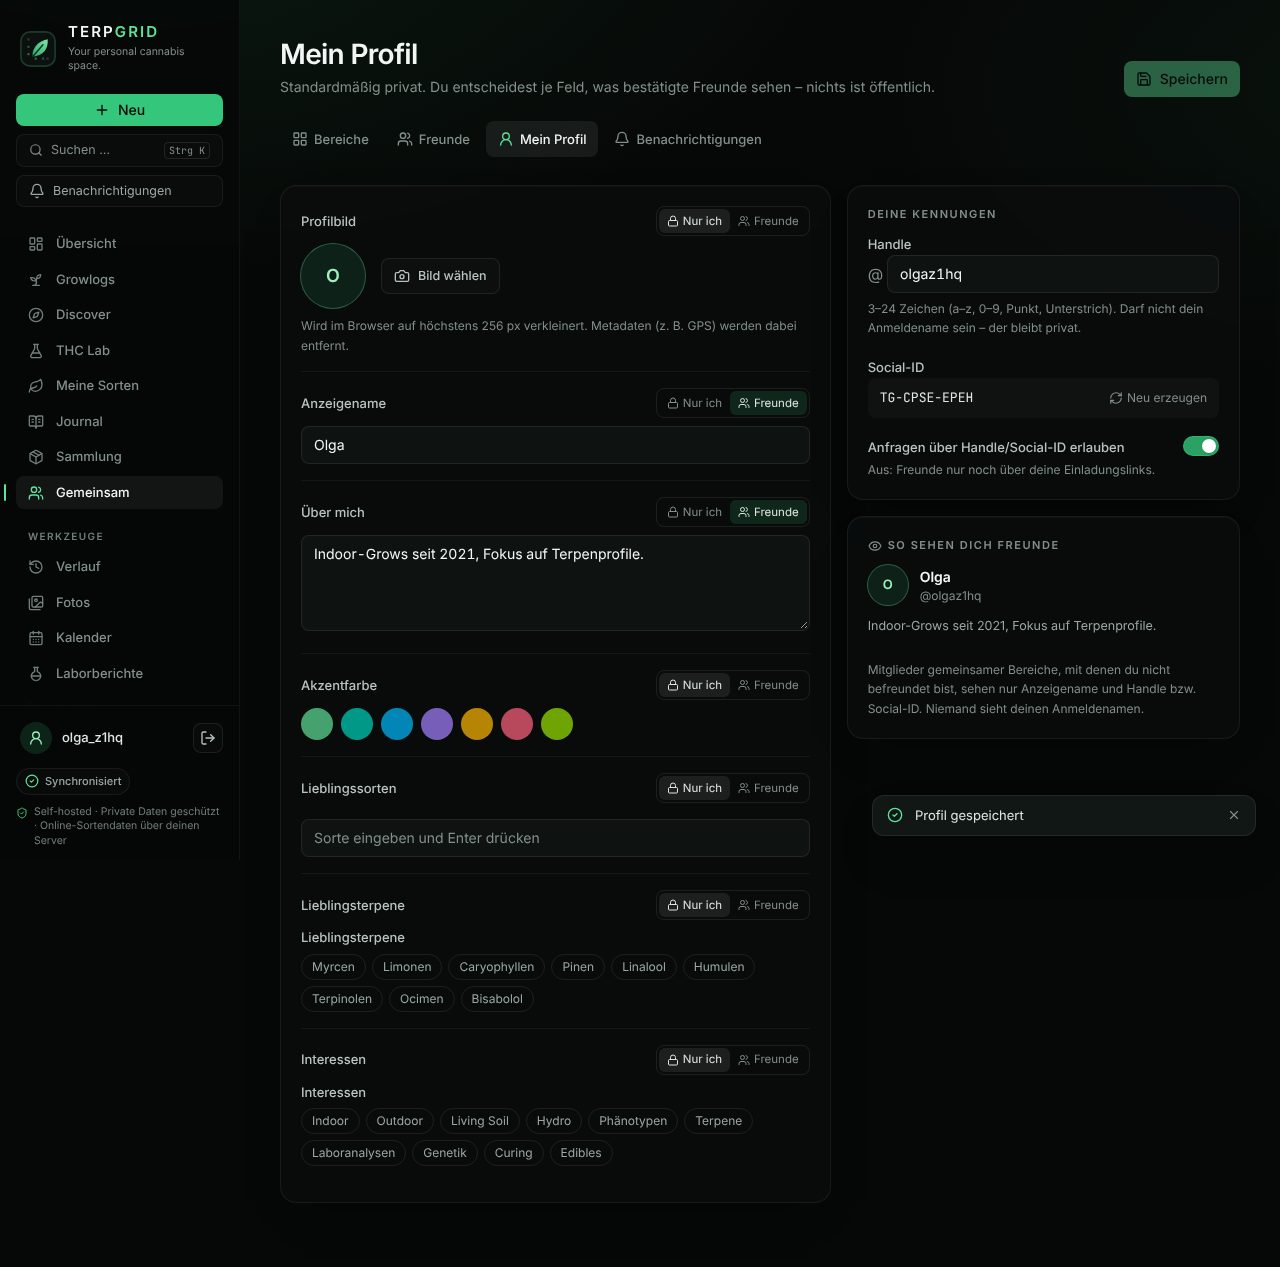 TERPGRID
Your personal cannabis
space.
Neu
Suchen ...
Strg K
Benachrichtigungen
Übersicht
Growlogs
Discover
THC Lab
Meine Sorten
Journal
Sammlung
Gemeinsam
WERKZEUGE
Verlauf
Fotos
Kalender
Laborberichte
olga_z1hq
Synchronisiert
Self-hosted · Private Daten geschützt
· Online-Sortendaten über deinen
Server
Mein Profil
Standardmäßig privat. Du entscheidest je Feld, was bestätigte Freunde sehen – nichts ist öffentlich.
Speichern
Bereiche
Freunde
Mein Profil
Benachrichtigungen
Profilbild
Nur ich
Freunde
O
Bild wählen
Wird im Browser auf höchstens 256 px verkleinert. Metadaten (z. B. GPS) werden dabei
entfernt.
Anzeigename
Nur ich
Freunde
Olga
Über mich
Nur ich
Freunde
Indoor-Grows seit 2021, Fokus auf Terpenprofile.
Akzentfarbe
Nur ich
Freunde
Lieblingssorten
Nur ich
Freunde
Sorte eingeben und Enter drücken
Lieblingsterpene
Nur ich
Freunde
Lieblingsterpene
Myrcen
Limonen
Caryophyllen
Pinen
Linalool
Humulen
Terpinolen
Ocimen
Bisabolol
Interessen
Nur ich
Freunde
Interessen
Indoor
Outdoor
Living Soil
Hydro
Phänotypen
Terpene
Laboranalysen
Genetik
Curing
Edibles
DEINE KENNUNGEN
Handle
@
olgaz1hq
3–24 Zeichen (a–z, 0–9, Punkt, Unterstrich). Darf nicht dein
Anmeldename sein – der bleibt privat.
Social-ID
TG-CPSE-EPEH
Neu erzeugen
Anfragen über Handle/Social-ID erlauben
Aus: Freunde nur noch über deine Einladungslinks.
SO SEHEN DICH FREUNDE
O
Olga
@olgaz1hq
Indoor-Grows seit 2021, Fokus auf Terpenprofile.
Mitglieder gemeinsamer Bereiche, mit denen du nicht
befreundet bist, sehen nur Anzeigename und Handle bzw.
Social-ID. Niemand sieht deinen Anmeldenamen.
Profil gespeichert